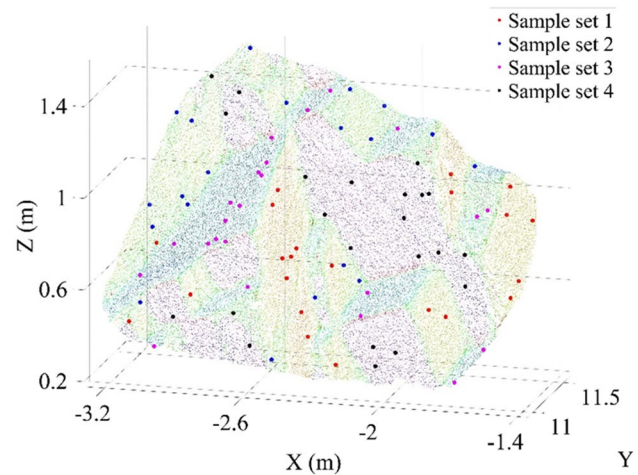 Sample set 1
Sample set 2
Sample set 3
Sample set 4
1.4
1
0.6
0.2
Z (m)
-3.2
-2.6
-2
-1.4
X (m)
11
11.5
Y